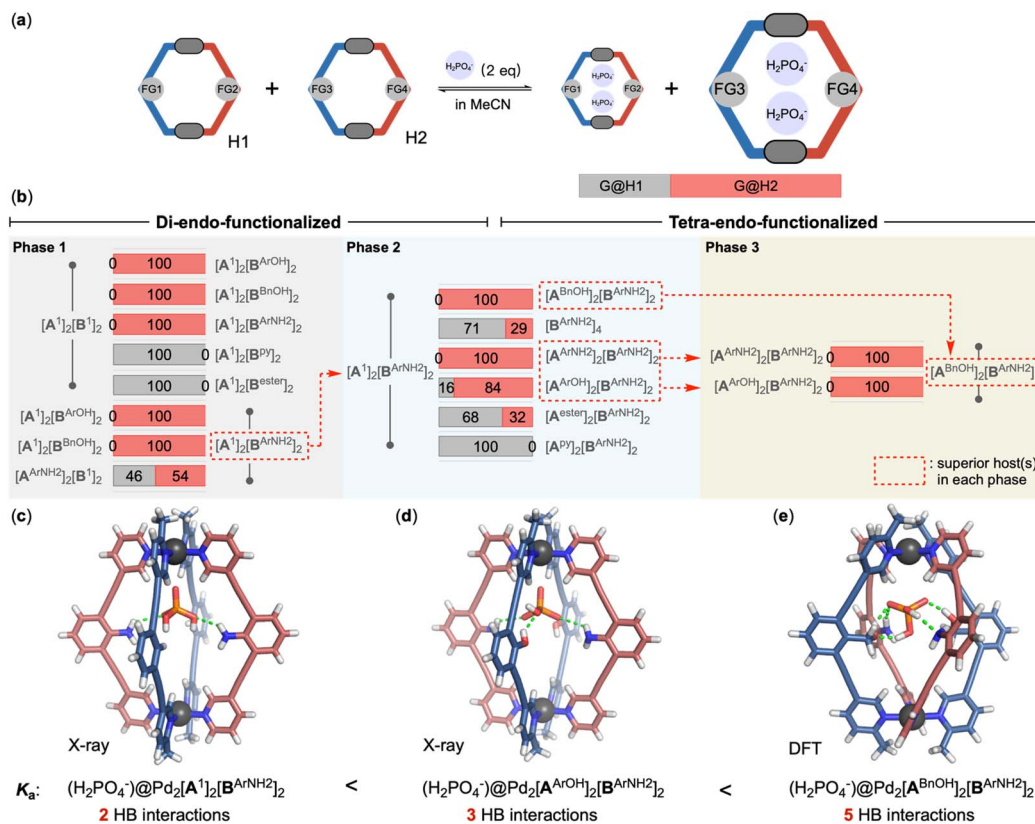 (a)
H₂PO₄⁻ (2 eq)
in MeCN
FG1 FG2 + FG3 FG4
H1 H2
H₂PO₄⁻ H₂PO₄⁻ FG1 FG2 + FG3 H₂PO₄⁻ H₂PO₄⁻ FG4
G@H1 G@H2
(b)
Di-endo-functionalized Tetra-endo-functionalized
Phase 1
0 100 [A¹]₂[B^ArOH]₂
0 100 [A¹]₂[B^BnOH]₂
[A¹]₂[B¹]₂ 0 100 [A¹]₂[B^ArNH2]₂
100 0 [A¹]₂[B^py]₂
100 0 [A¹]₂[B^ester]₂
[A¹]₂[B^ArOH]₂ 0 100
[A¹]₂[B^BnOH]₂ 0 100 [A¹]₂[B^ArNH2]₂
[A^ArNH2]₂[B¹]₂ 46 54
Phase 2
0 100 [A^BnOH]₂[B^ArNH2]₂
71 29 [B^ArNH2]₄
[A¹]₂[B^ArNH2]₂ 0 100 [A^ArNH2]₂[B^ArNH2]₂
16 84 [A^ArOH]₂[B^ArNH2]₂
68 32 [A^ester]₂[B^ArNH2]₂
100 0 [A^py]₂[B^ArNH2]₂
Phase 3
[A^ArNH2]₂[B^ArNH2]₂ 0 100
[A^BnOH]₂[B^ArNH2]
[A^ArOH]₂[B^ArNH2]₂ 0 100
: superior host(s)
in each phase
(c) (d) (e)
X-ray X-ray DFT
Kₐ: (H₂PO₄⁻)@Pd₂[A¹]₂[B^ArNH2]₂ < (H₂PO₄⁻)@Pd₂[A^ArOH]₂[B^ArNH2]₂ < (H₂PO₄⁻)@Pd₂[A^BnOH]₂[B^ArNH2]₂
2 HB interactions 3 HB interactions 5 HB interactions